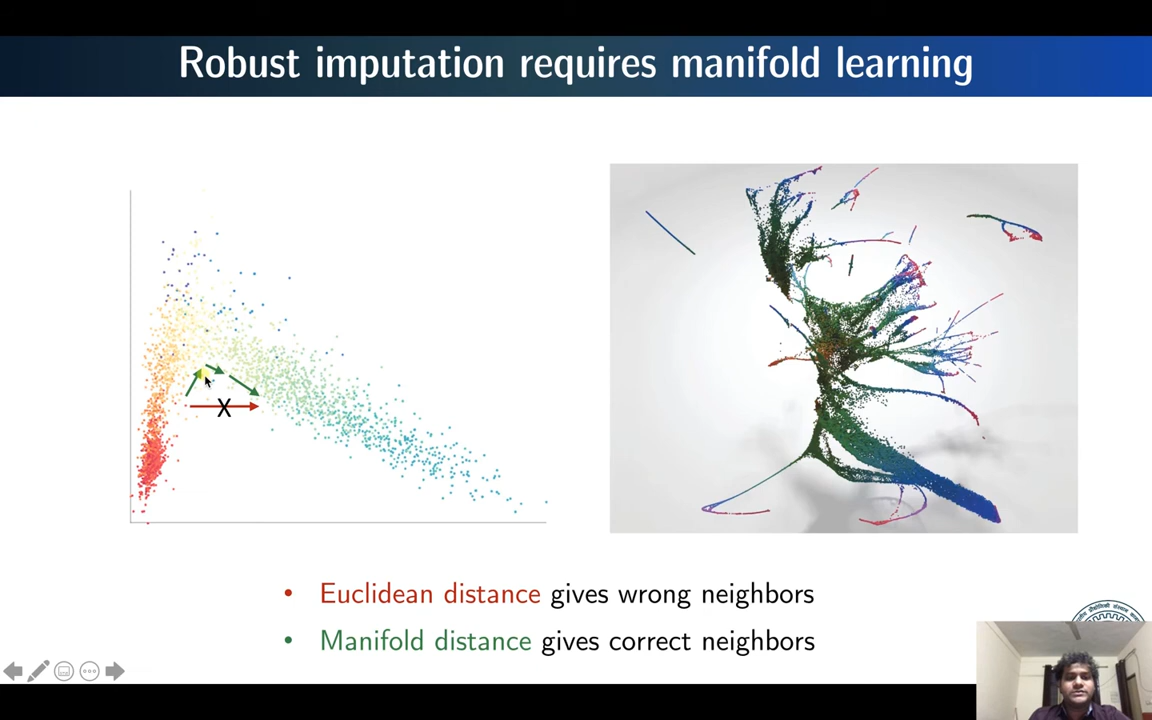 Robust imputation requires manifold learning
X
• Euclidean distance gives wrong neighbors
• Manifold distance gives correct neighbors